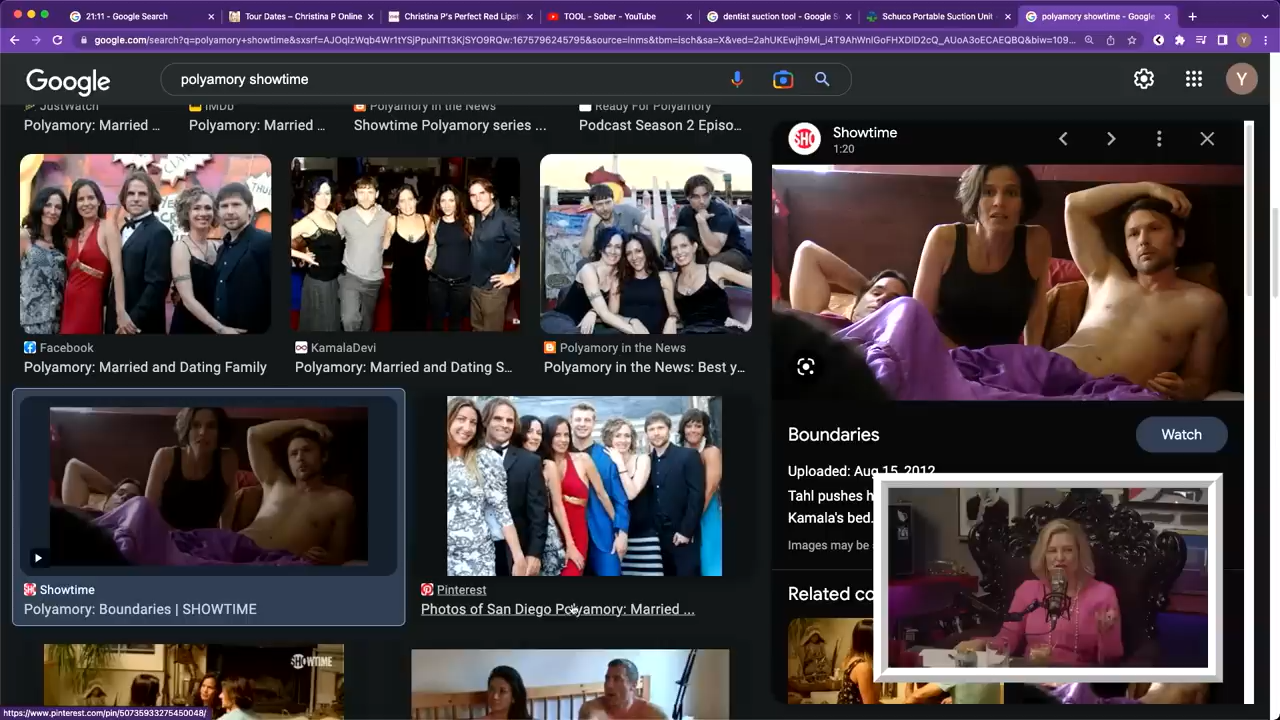 21:11 - Google Search
Tour Dates – Christina P Online
Christina P's Perfect Red Lipst
TOOL - Sober - YouTube
dentist suction tool - Google S
Schuco Portable Suction Unit
polyamory showtime - Google
google.com/search?q=polyamory+showtime&sxsrf=AJOqlzWqb4Wr1tYSjPpuNITt3KjSYO9RQw:1675796245795&source=lnms&tbm=isch&sa=X&ved=2ahUKEwjh9Mi_i4T9AhWnlGoFHXDlD2cQ_AUoA3oECAEQBQ&biw=109...
Y
Google
polyamory showtime
Y
JustWatch
IMDb
Polyamory in the News
Ready For Polyamory
Polyamory: Married ...
Polyamory: Married ...
Showtime Polyamory series ...
Podcast Season 2 Episo...
Facebook
KamalaDevi
Polyamory in the News
Polyamory: Married and Dating Family
Polyamory: Married and Dating S...
Polyamory in the News: Best y...
Showtime
Pinterest
Polyamory: Boundaries | SHOWTIME
Photos of San Diego Polyamory: Married ...
SHOWTIME
https://www.pinterest.com/pin/50735933275450048/
SHO
Showtime
1:20
Boundaries
Watch
Uploaded: Aug 15, 2012
Tahl pushes h
Kamala's bed.
Images may be
Related co